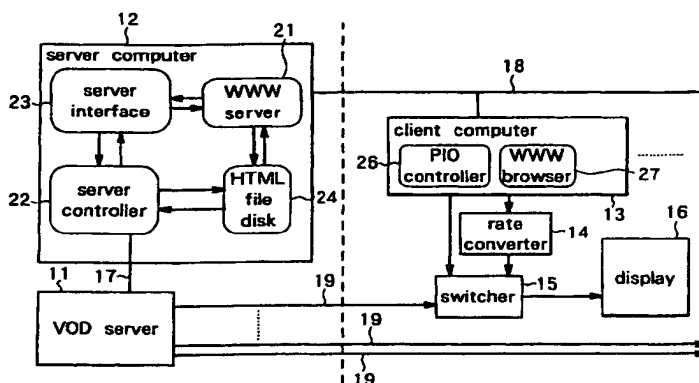 12
server computer
21
23
server
interface
WWW
server
22
server
controller
HTML
file
disk
24
17
11
VOD server
18
client computer
26
PIO
controller
WWW
browser
27
13
rate
converter
14
16
display
switcher
15
19
19
19